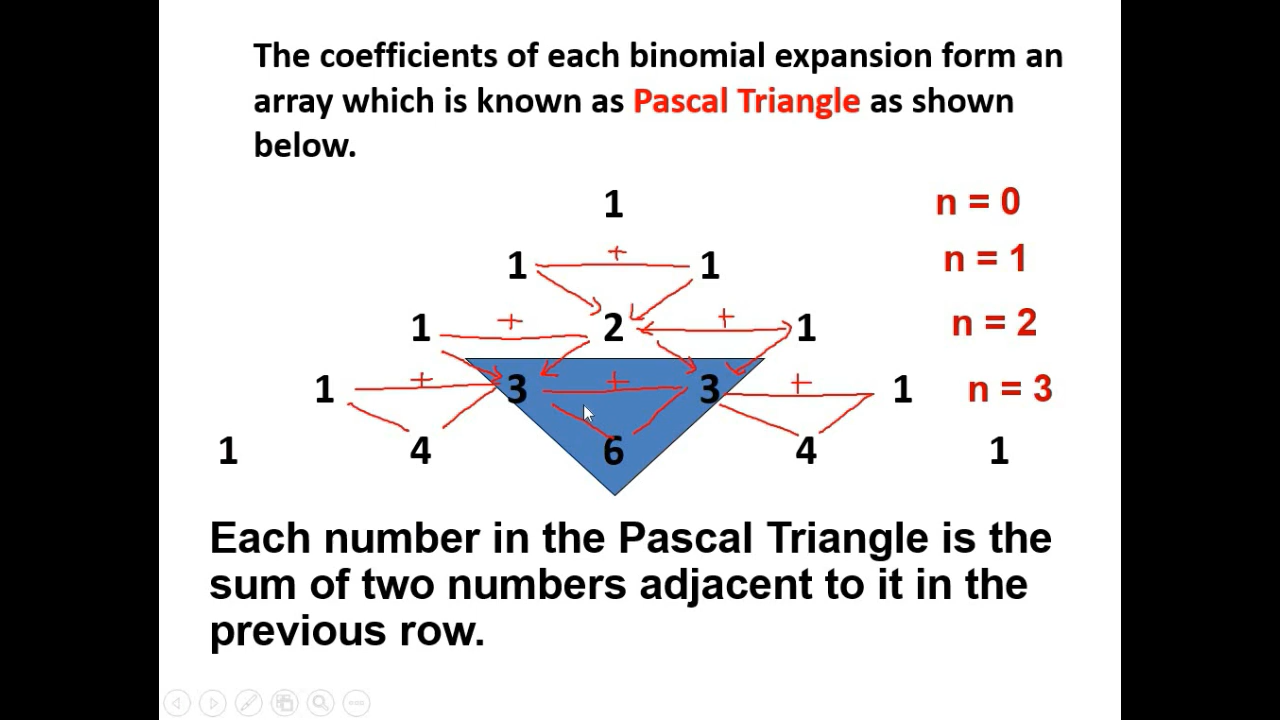 The coefficients of each binomial expansion form an
array which is known as Pascal Triangle as shown
below.
1 n = 0
1 + 1 n = 1
1 + 2 + 1 n = 2
1 + 3 + 3 + 1 n = 3
1 4 6 4 1
Each number in the Pascal Triangle is the
sum of two numbers adjacent to it in the
previous row.